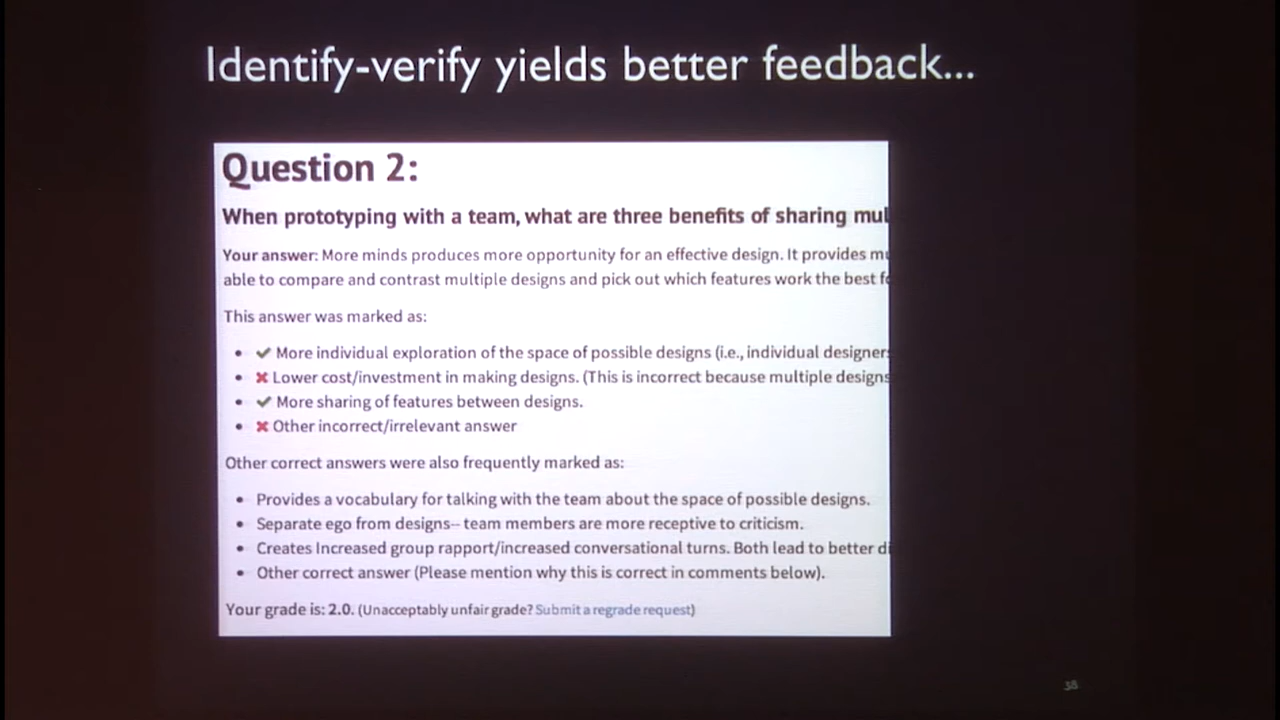 Identify-verify yields better feedback...
Question 2:
When prototyping with a team, what are three benefits of sharing mul
Your answer: More minds produces more opportunity for an effective design. It provides mu
able to compare and contrast multiple designs and pick out which features work the best fo
This answer was marked as:
• ✔ More individual exploration of the space of possible designs (i.e., individual designers
• ✖ Lower cost/investment in making designs. (This is incorrect because multiple designs
• ✔ More sharing of features between designs.
• ✖ Other incorrect/irrelevant answer
Other correct answers were also frequently marked as:
• Provides a vocabulary for talking with the team about the space of possible designs.
• Separate ego from designs-- team members are more receptive to criticism.
• Creates Increased group rapport/increased conversational turns. Both lead to better di
• Other correct answer (Please mention why this is correct in comments below).
Your grade is: 2.0. (Unacceptably unfair grade? Submit a regrade request)
38